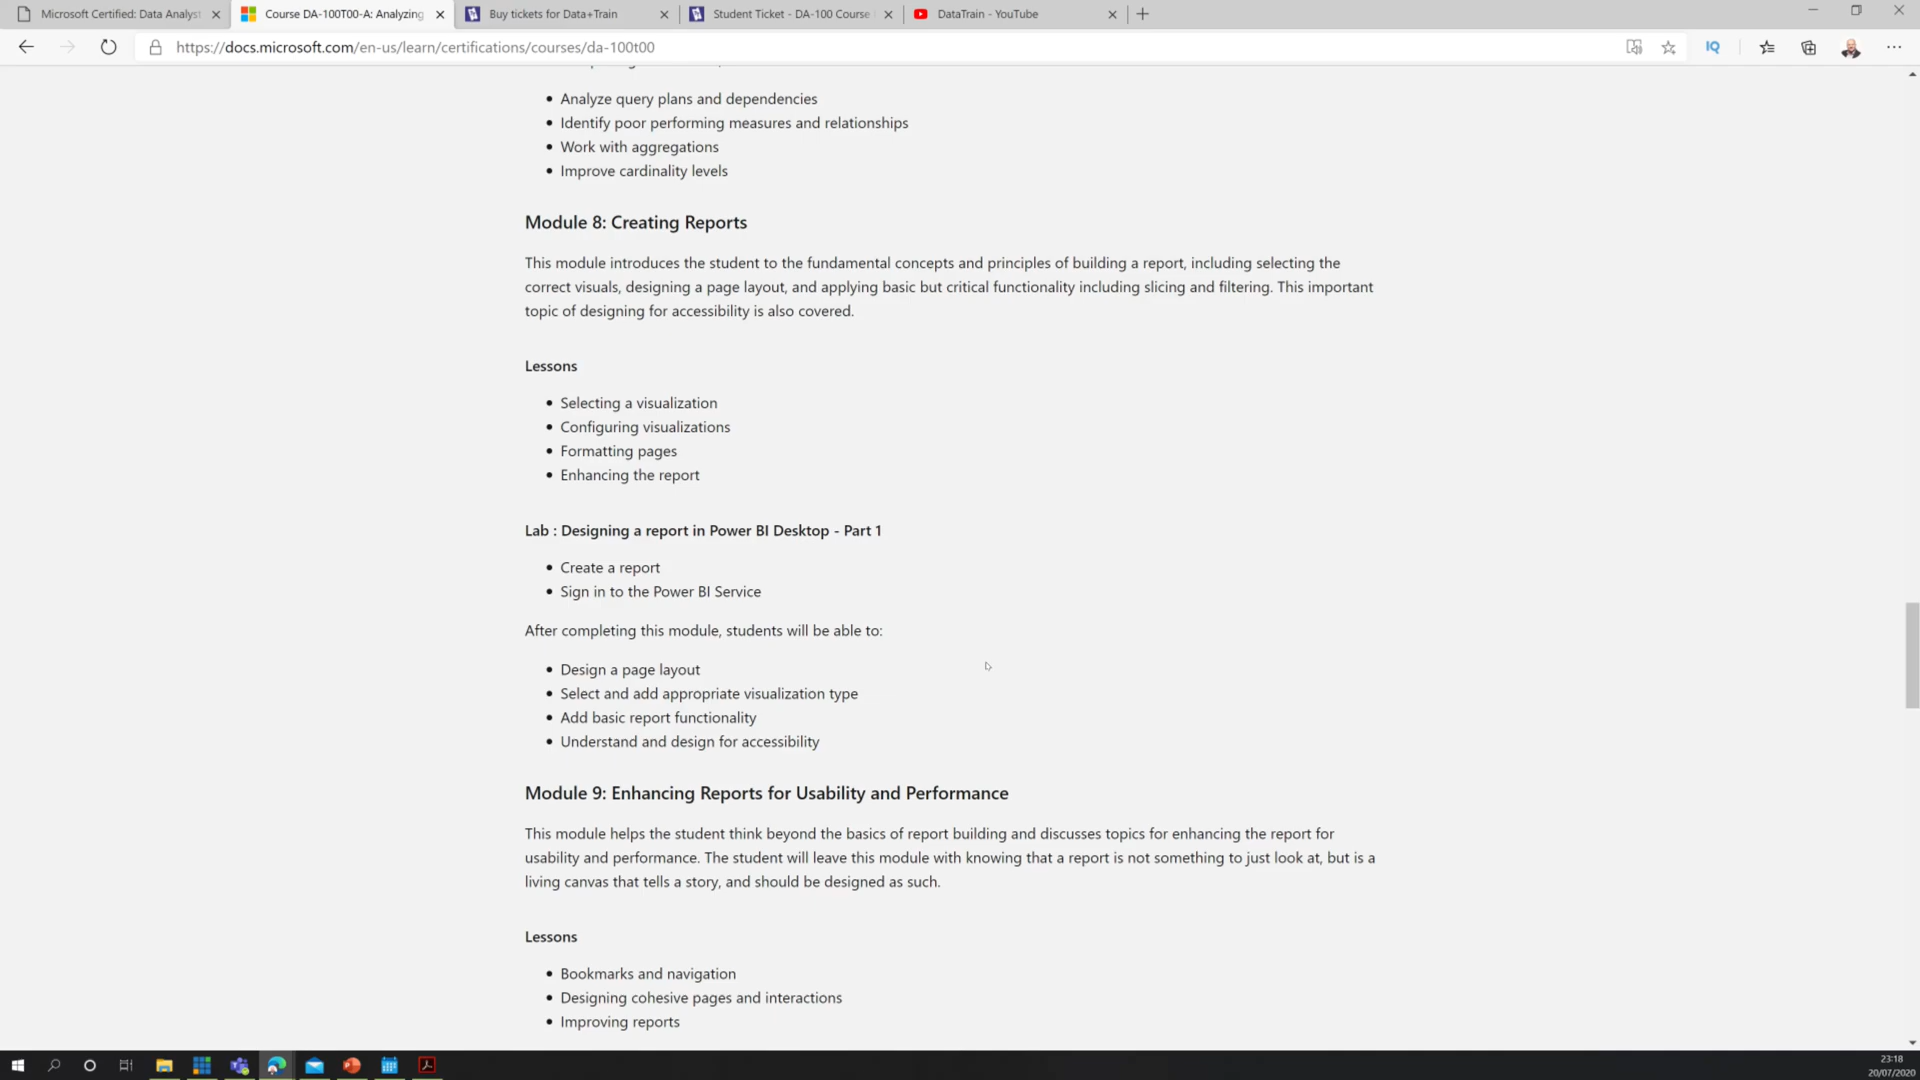 Microsoft Certified: Data Analyst
Course DA-100T00-A: Analyzing
Buy tickets for Data+Train
Student Ticket - DA-100 Course
DataTrain - YouTube
https://docs.microsoft.com/en-us/learn/certifications/courses/da-100t00
IQ
• Analyze query plans and dependencies
• Identify poor performing measures and relationships
• Work with aggregations
• Improve cardinality levels
Module 8: Creating Reports
This module introduces the student to the fundamental concepts and principles of building a report, including selecting the
correct visuals, designing a page layout, and applying basic but critical functionality including slicing and filtering. This important
topic of designing for accessibility is also covered.
Lessons
• Selecting a visualization
• Configuring visualizations
• Formatting pages
• Enhancing the report
Lab : Designing a report in Power BI Desktop - Part 1
• Create a report
• Sign in to the Power BI Service
After completing this module, students will be able to:
• Design a page layout
• Select and add appropriate visualization type
• Add basic report functionality
• Understand and design for accessibility
Module 9: Enhancing Reports for Usability and Performance
This module helps the student think beyond the basics of report building and discusses topics for enhancing the report for
usability and performance. The student will leave this module with knowing that a report is not something to just look at, but is a
living canvas that tells a story, and should be designed as such.
Lessons
• Bookmarks and navigation
• Designing cohesive pages and interactions
• Improving reports
23:18
20/07/2020